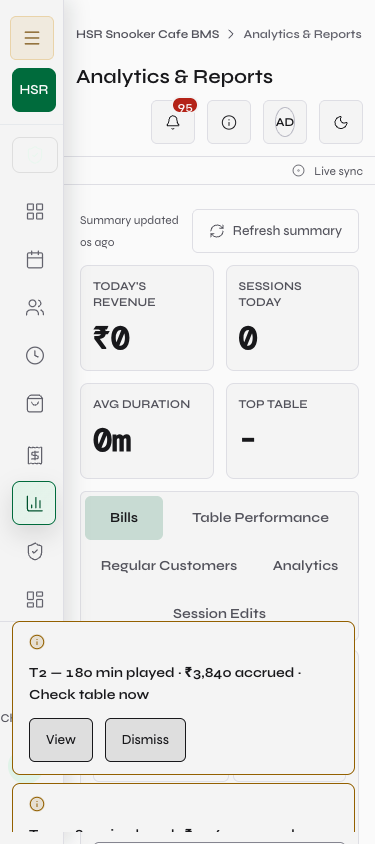 HSR Snooker Cafe BMS > Analytics & Reports
HSR
Analytics & Reports
95
AD
Live sync
Summary updated
0s ago
Refresh summary
TODAY'S
REVENUE
₹0
SESSIONS
TODAY
0
AVG DURATION
0m
TOP TABLE
-
Bills
Table Performance
Regular Customers
Analytics
Session Edits
T2 — 180 min played · ₹3,840 accrued ·
Check table now
View
Dismiss